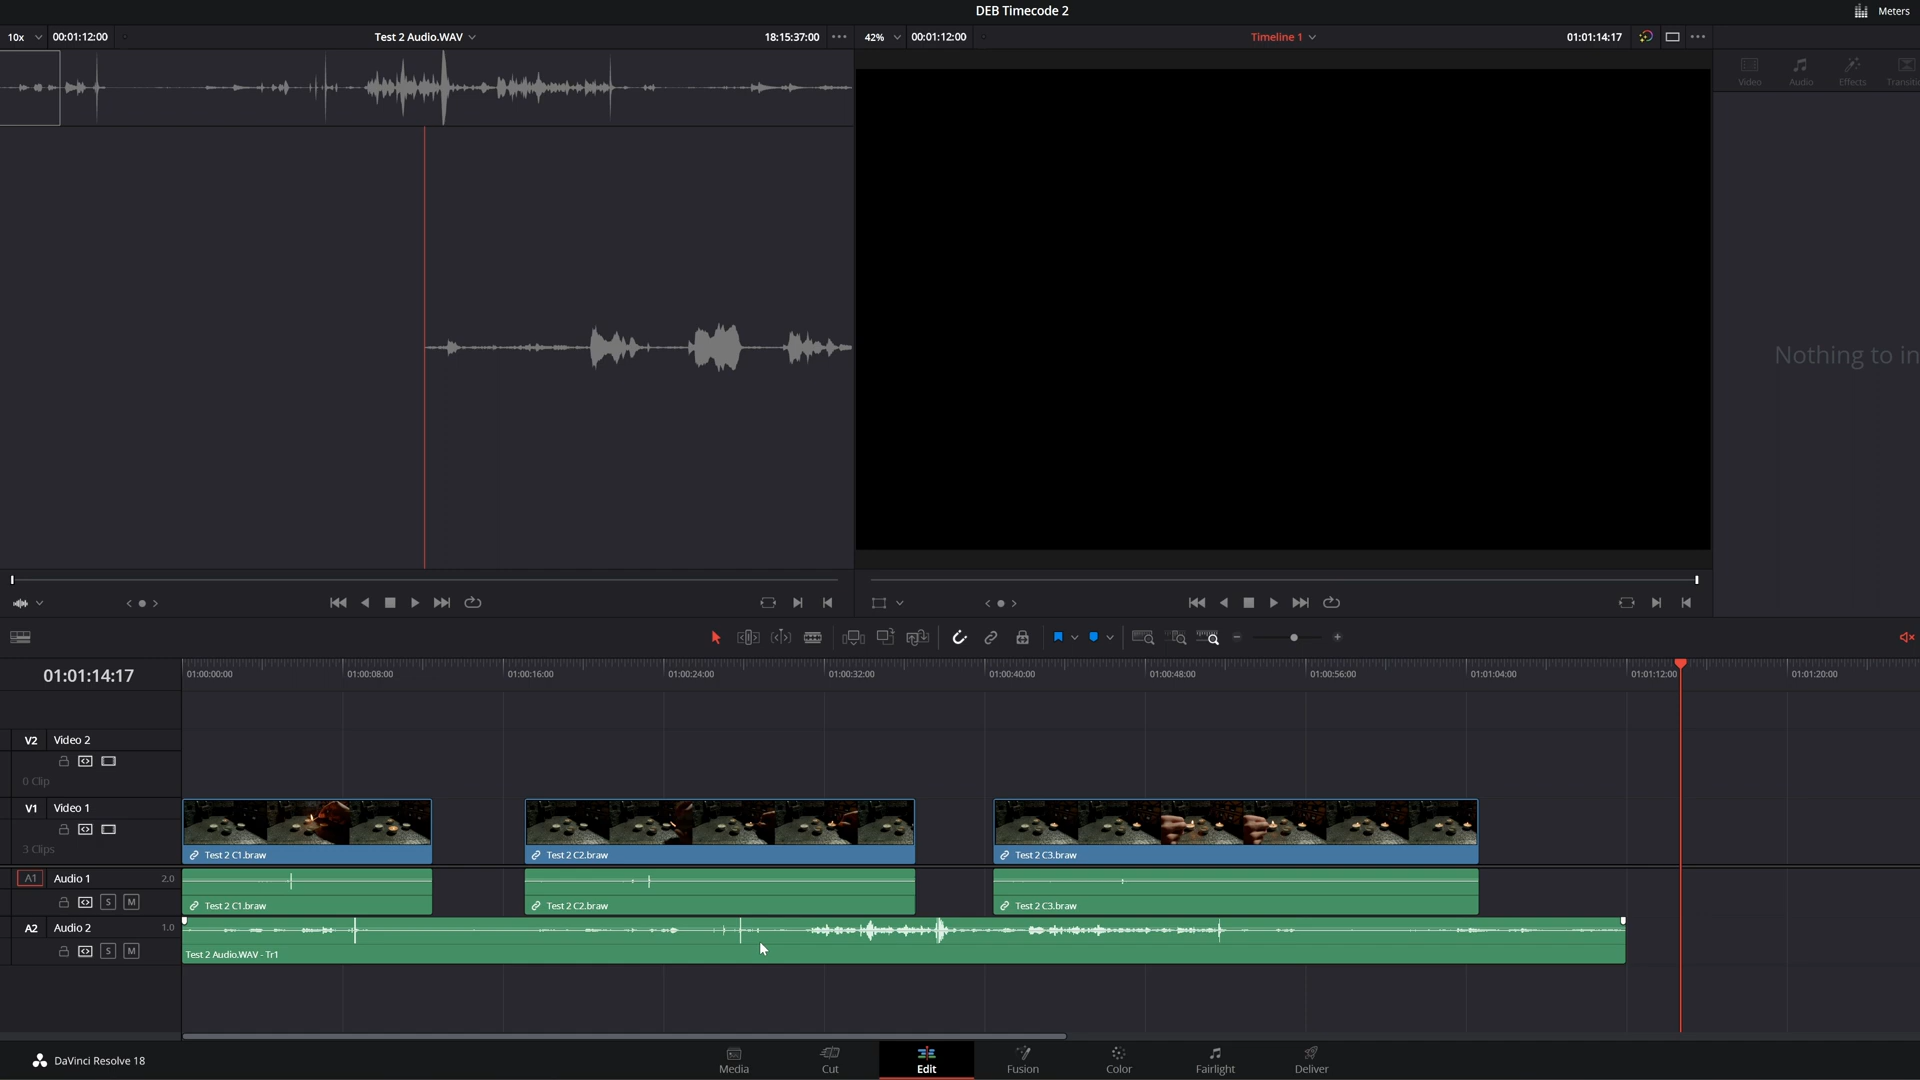 DEB Timecode 2
Meters
10x 00:01:12:00 Test 2 Audio.WAV 18:15:37:00 ••• 42% 00:01:12:00 Timeline 1 01:01:14:17 •••
Video Audio Effects Transitic
Nothing to in
01:01:14:17 01:00:00:00 01:00:08:00 01:00:16:00 01:00:24:00 01:00:32:00 01:00:40:00 01:00:48:00 01:00:56:00 01:01:04:00 01:01:12:00 01:01:20:00
V2 Video 2
0 Clip
V1 Video 1
3 Clips
Test 2 C1.braw Test 2 C2.braw Test 2 C3.braw
A1 Audio 1 2.0
S M Test 2 C1.braw Test 2 C2.braw Test 2 C3.braw
A2 Audio 2 1.0
S M Test 2 Audio.WAV - Tr1
DaVinci Resolve 18 Media Cut Edit Fusion Color Fairlight Deliver